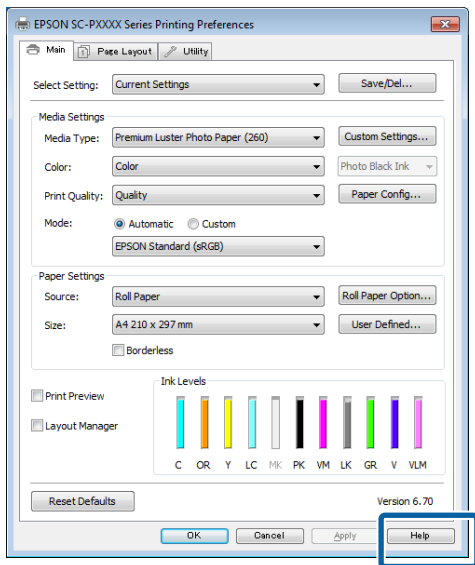 EPSON SC-PXXXX Series Printing Preferences
Main Page Layout Utility
Select Setting: Current Settings Save/Del...
Media Settings
Media Type: Premium Luster Photo Paper (260) Custom Settings...
Color: Color Photo Black Ink
Print Quality: Quality Paper Config...
Mode: Automatic Custom
EPSON Standard (sRGB)
Paper Settings
Source: Roll Paper Roll Paper Option...
Size: A4 210 x 297 mm User Defined...
Borderless
Ink Levels
Print Preview
Layout Manager
C OR Y LC MK PK VM LK GR V VLM
Reset Defaults Version 6.70
OK Cancel Apply Help